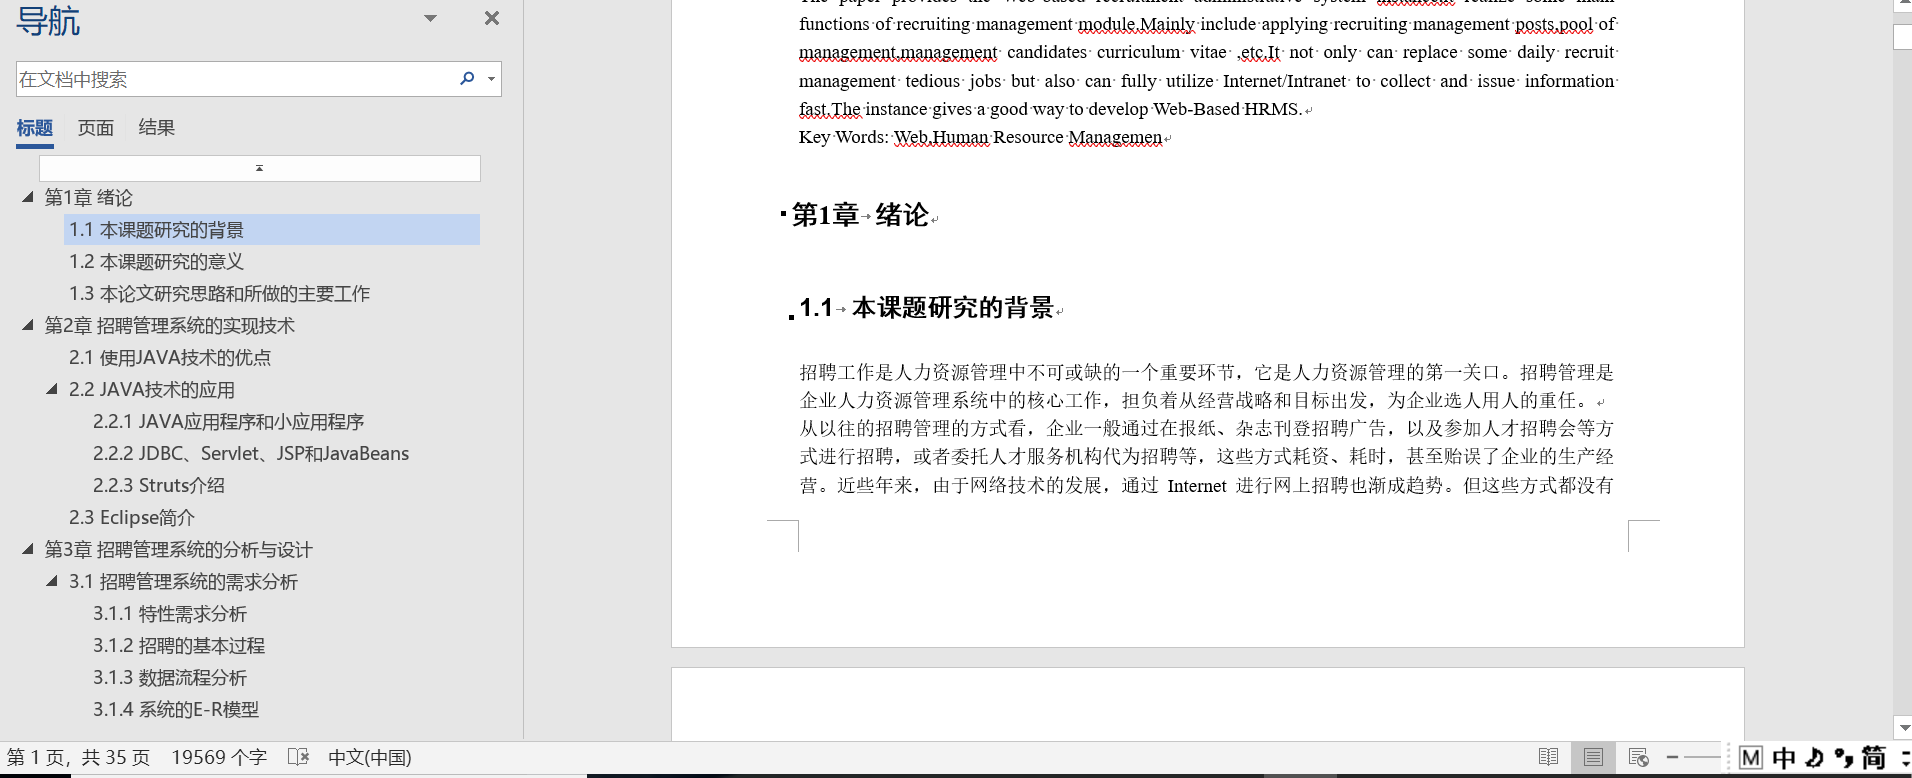 导航
在文档中搜索
标题 页面 结果
第1章 绪论
1.1 本课题研究的背景
1.2 本课题研究的意义
1.3 本论文研究思路和所做的主要工作
第2章 招聘管理系统的实现技术
2.1 使用JAVA技术的优点
2.2 JAVA技术的应用
2.2.1 JAVA应用程序和小应用程序
2.2.2 JDBC、Servlet、JSP和JavaBeans
2.2.3 Struts介绍
2.3 Eclipse简介
第3章 招聘管理系统的分析与设计
3.1 招聘管理系统的需求分析
3.1.1 特性需求分析
3.1.2 招聘的基本过程
3.1.3 数据流程分析
3.1.4 系统的E-R模型
functions of recruiting management module,Mainly include applying recruiting management posts,pool of
management,management candidates curriculum vitae ,etc,It not only can replace some daily recruit
management tedious jobs but also can fully utilize Internet/Intranet to collect and issue information
fast,The instance gives a good way to develop Web-Based HRMS.
Key Words: Web,Human Resource Managemen
第1章 绪论
1.1 本课题研究的背景
招聘工作是人力资源管理中不可或缺的一个重要环节，它是人力资源管理的第一关口。招聘管理是
企业人力资源管理系统中的核心工作，担负着从经营战略和目标出发，为企业选人用人的重任。
从以往的招聘管理的方式看，企业一般通过在报纸、杂志刊登招聘广告，以及参加人才招聘会等方
式进行招聘，或者委托人才服务机构代为招聘等，这些方式耗资、耗时，甚至贻误了企业的生产经
营。近些年来，由于网络技术的发展，通过 Internet 进行网上招聘也渐成趋势。但这些方式都没有
第 1 页，共 35 页 19569 个字 中文(中国)
M 中 简